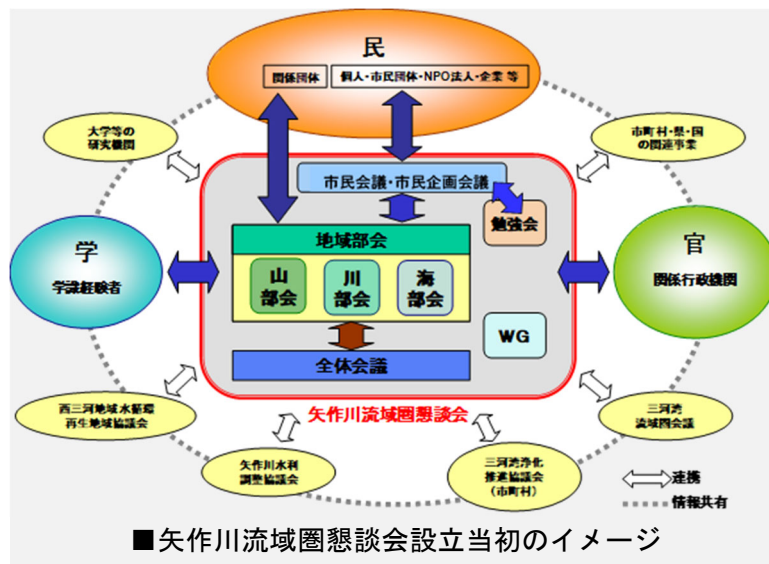 民
関係団体
個人・市民団体・NPO法人・企業 等
大学等の
研究機関
市町村・県・国
の関連事業
市民会議・市民企画会議
勉強会
地域部会
学
学識経験者
山
部会
川
部会
海
部会
官
関係行政機関
WG
全体会議
矢作川流域圏懇談会
西三河地域水循環
再生地域協議会
三河湾
流域圏会議
矢作川水利
調整協議会
三河湾浄化
推進協議会
(市町村)
連携
情報共有
■矢作川流域圏懇談会設立当初のイメージ